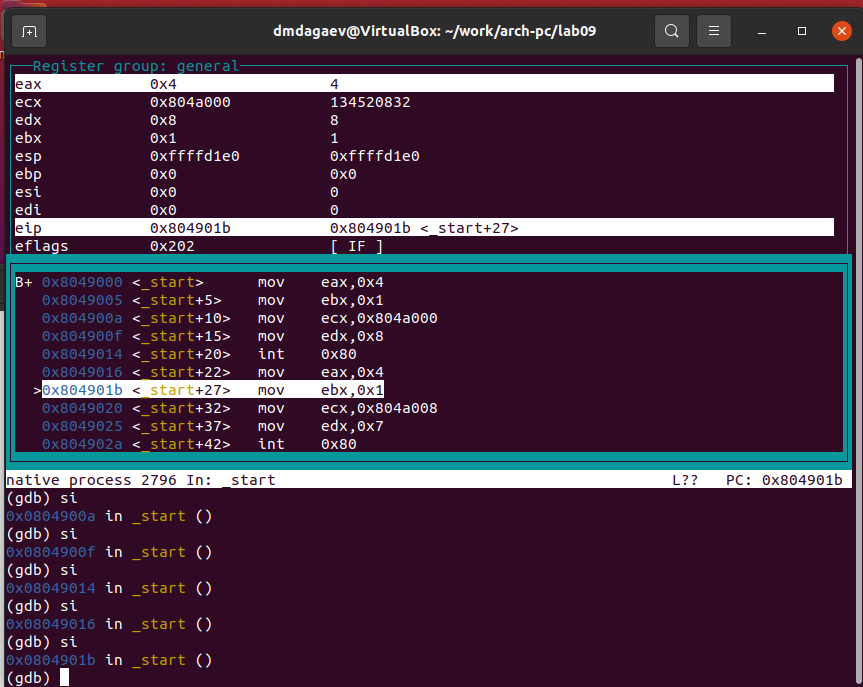 dmdagaev@VirtualBox: ~/work/arch-pc/lab09
Register group: general
eax 0x4 4
ecx 0x804a000 134520832
edx 0x8 8
ebx 0x1 1
esp 0xffffd1e0 0xffffd1e0
ebp 0x0 0x0
esi 0x0 0
edi 0x0 0
eip 0x804901b 0x804901b <_start+27>
eflags 0x202 [ IF ]
B+ 0x8049000 <_start> mov eax,0x4
0x8049005 <_start+5> mov ebx,0x1
0x804900a <_start+10> mov ecx,0x804a000
0x804900f <_start+15> mov edx,0x8
0x8049014 <_start+20> int 0x80
0x8049016 <_start+22> mov eax,0x4
>0x804901b <_start+27> mov ebx,0x1
0x8049020 <_start+32> mov ecx,0x804a008
0x8049025 <_start+37> mov edx,0x7
0x804902a <_start+42> int 0x80
native process 2796 In: _start L?? PC: 0x804901b
(gdb) si
0x0804900a in _start ()
(gdb) si
0x0804900f in _start ()
(gdb) si
0x08049014 in _start ()
(gdb) si
0x08049016 in _start ()
(gdb) si
0x0804901b in _start ()
(gdb)